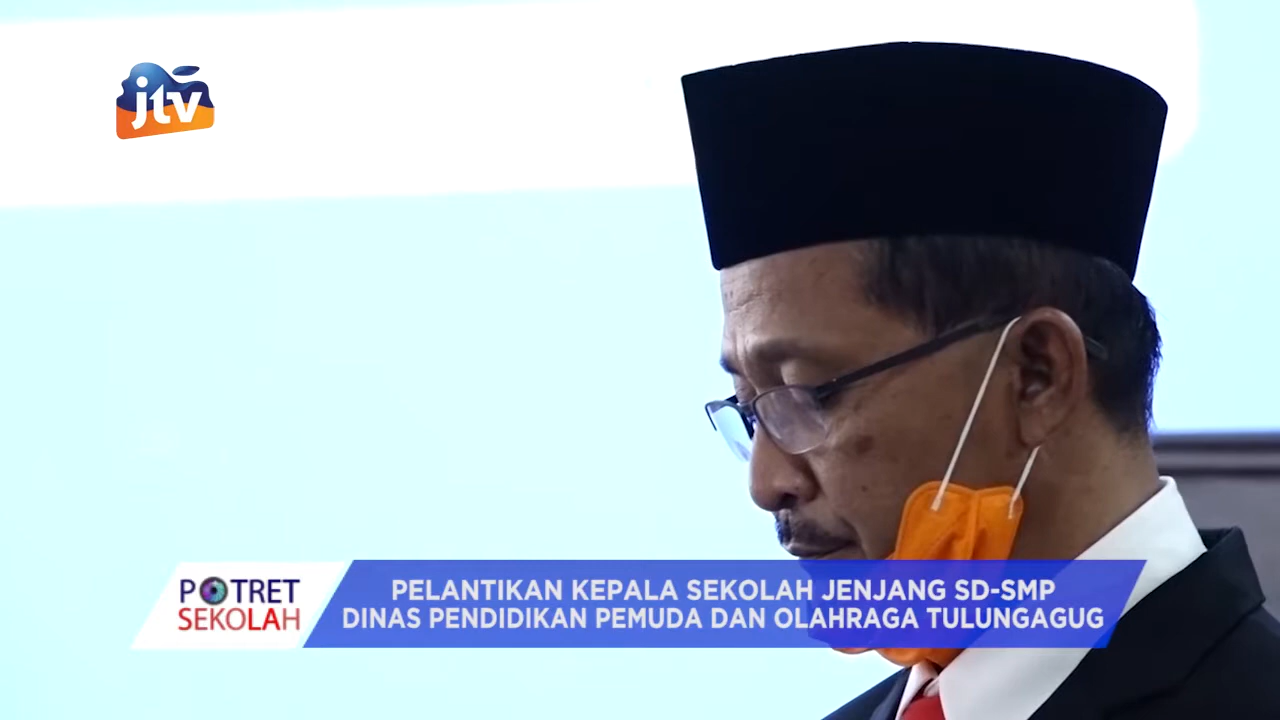 jtv
POTRET
SEKOLAH
PELANTIKAN KEPALA SEKOLAH JENJANG SD-SMP
DINAS PENDIDIKAN PEMUDA DAN OLAHRAGA TULUNGAGUG